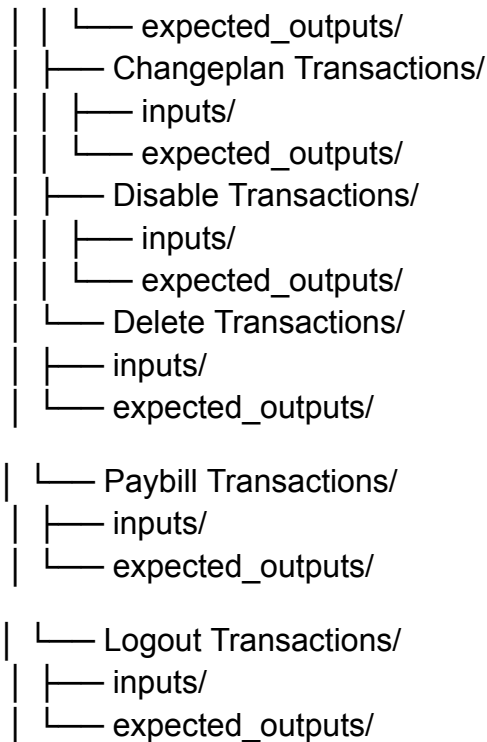 │ │ └── expected_outputs/
│ ├── Changeplan Transactions/
│ │ ├── inputs/
│ │ └── expected_outputs/
│ ├── Disable Transactions/
│ │ ├── inputs/
│ │ └── expected_outputs/
│ └── Delete Transactions/
│ ├── inputs/
│ └── expected_outputs/
│ └── Paybill Transactions/
│ ├── inputs/
│ └── expected_outputs/
│ └── Logout Transactions/
│ ├── inputs/
│ └── expected_outputs/